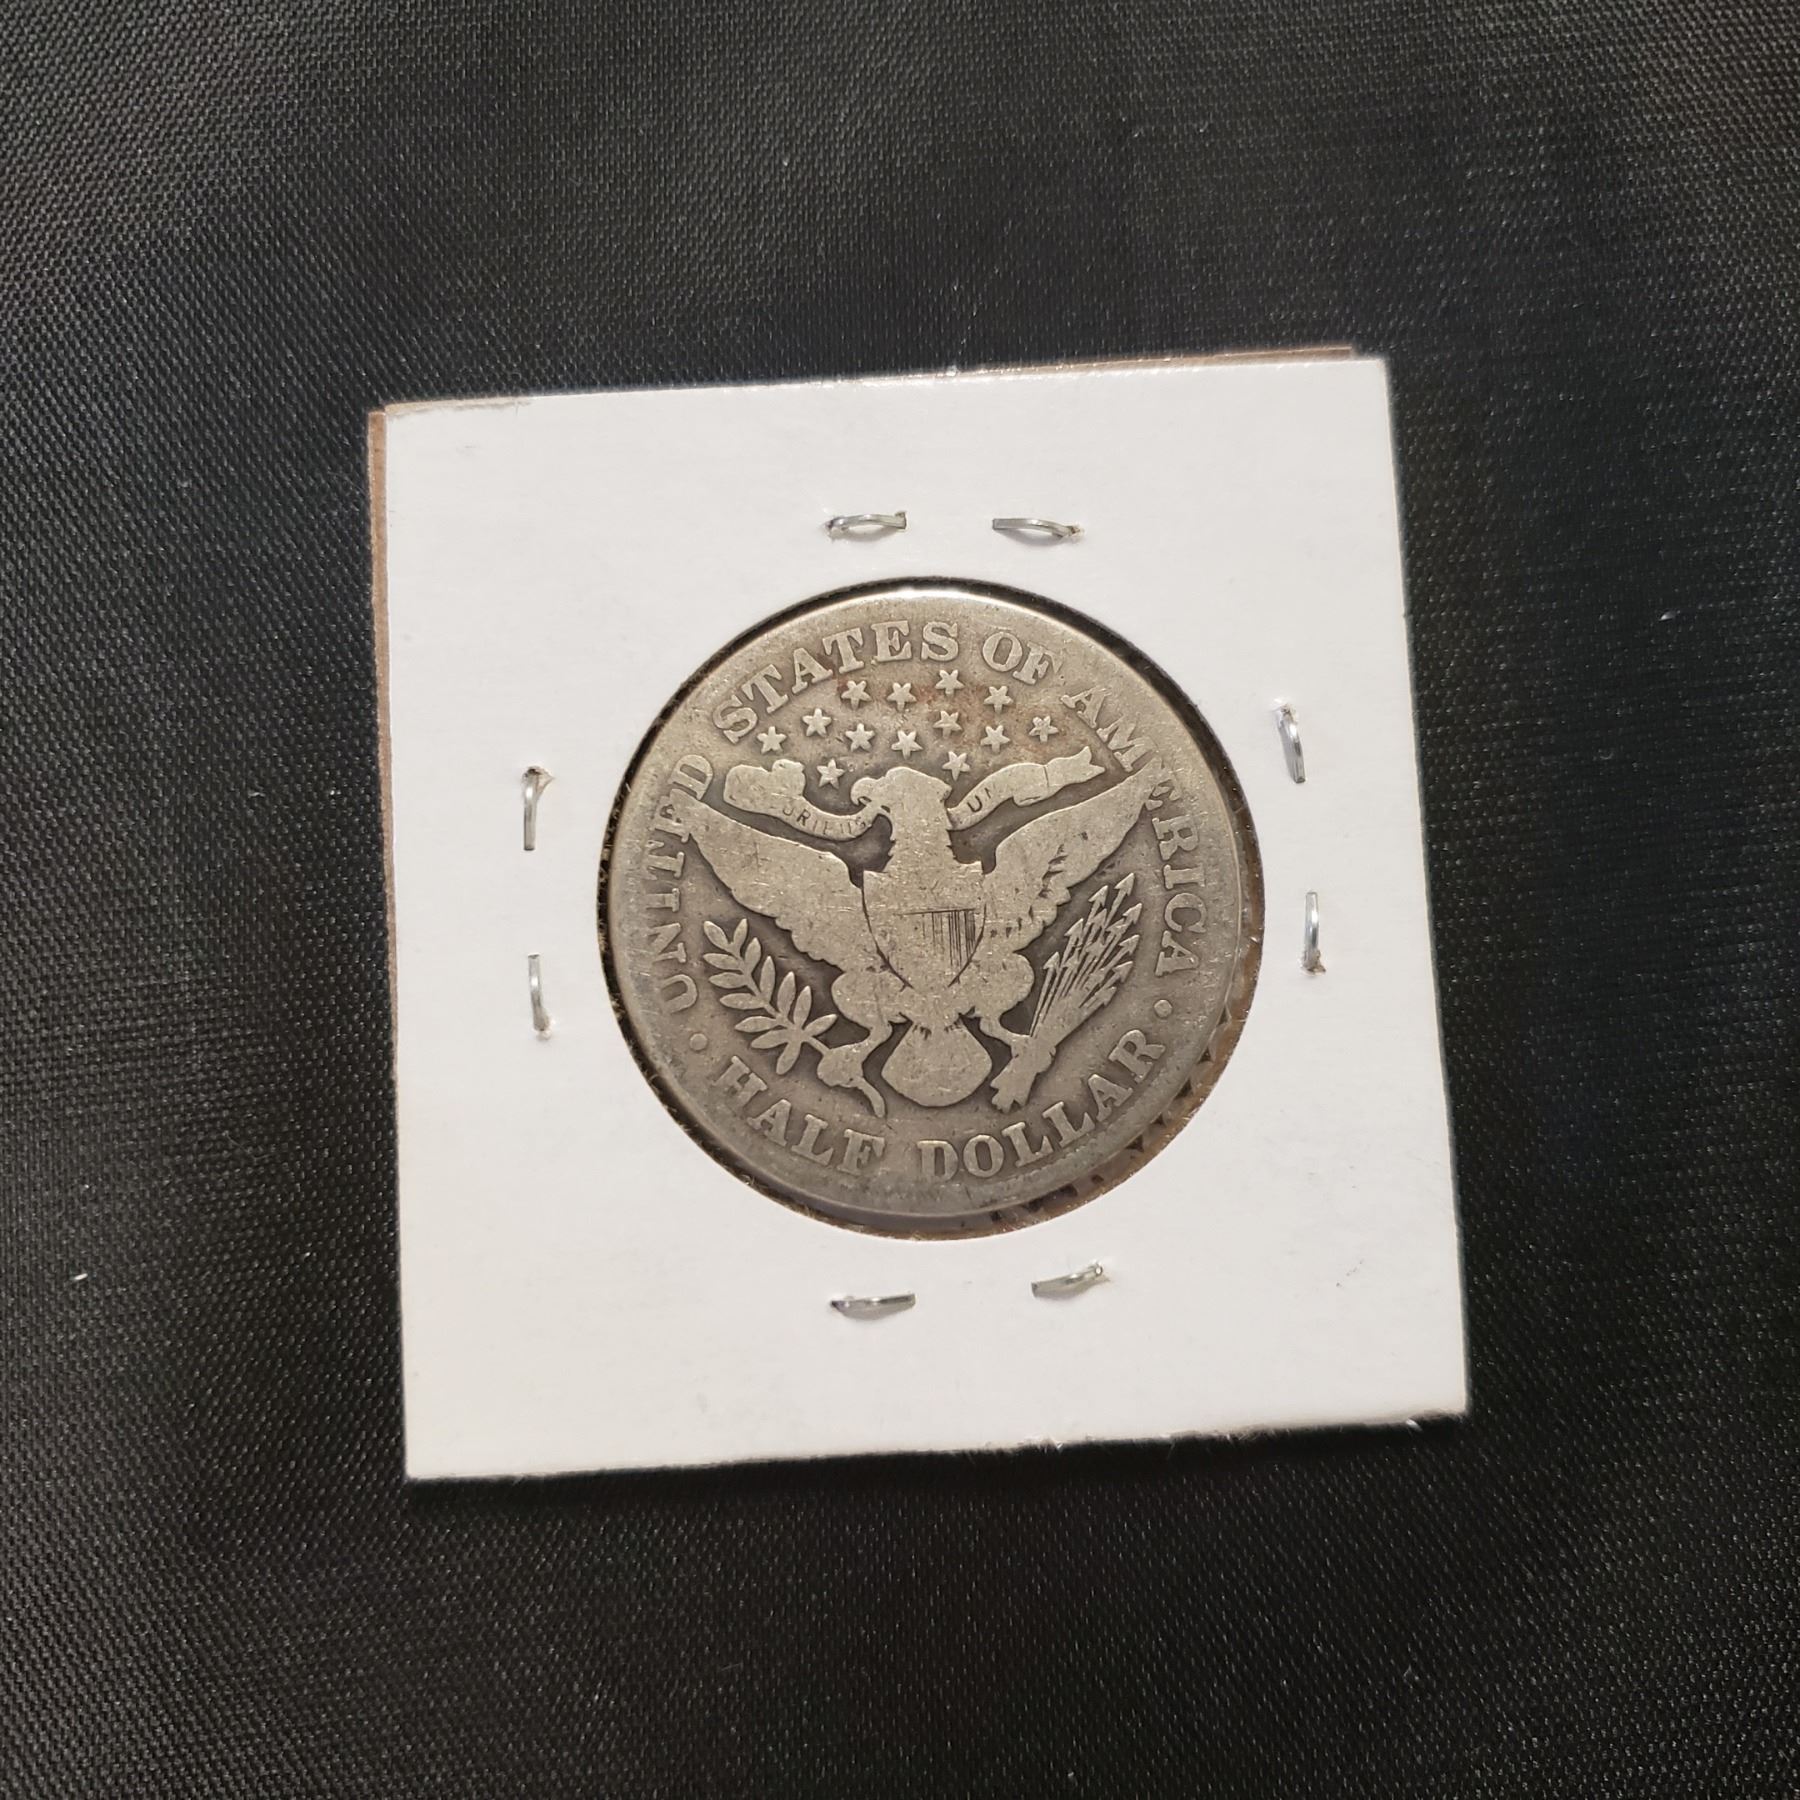 UNITED STATES OF AMERICA
HALF DOLLAR